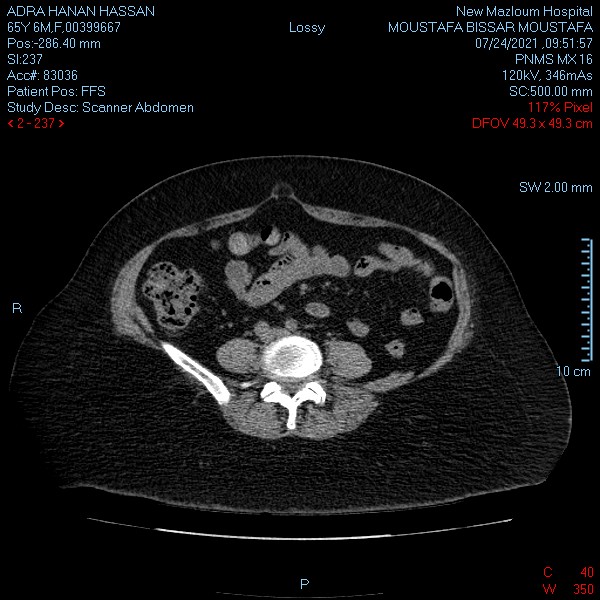 ADRA HANAN HASSAN
65Y 6M,F,00399667
Pos:-286.40 mm
SI:237
Acc#: 83036
Patient Pos: FFS
Study Desc: Scanner Abdomen
< 2 - 237 >
Lossy
New Mazloum Hospital
MOUSTAFA BISSAR MOUSTAFA
07/24/2021 ,09:51:57
PNMS MX 16
120kV, 346mAs
SC:500.00 mm
117% Pixel
DFOV 49.3 x 49.3 cm
SW 2.00 mm
R
10 cm
P
C 40
W 350